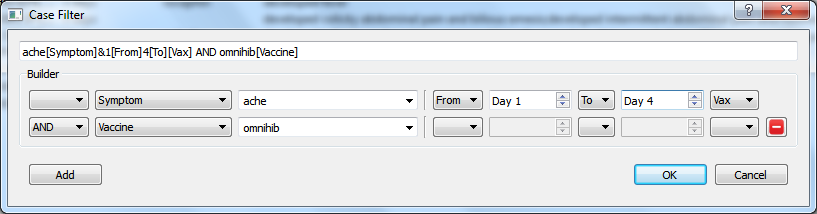 Case Filter
ache[Symptom]&1[From]4[To][Vax] AND omnihib[Vaccine]
Builder
Symptom ache From Day 1 To Day 4 Vax
AND Vaccine omnihib
Add OK Cancel